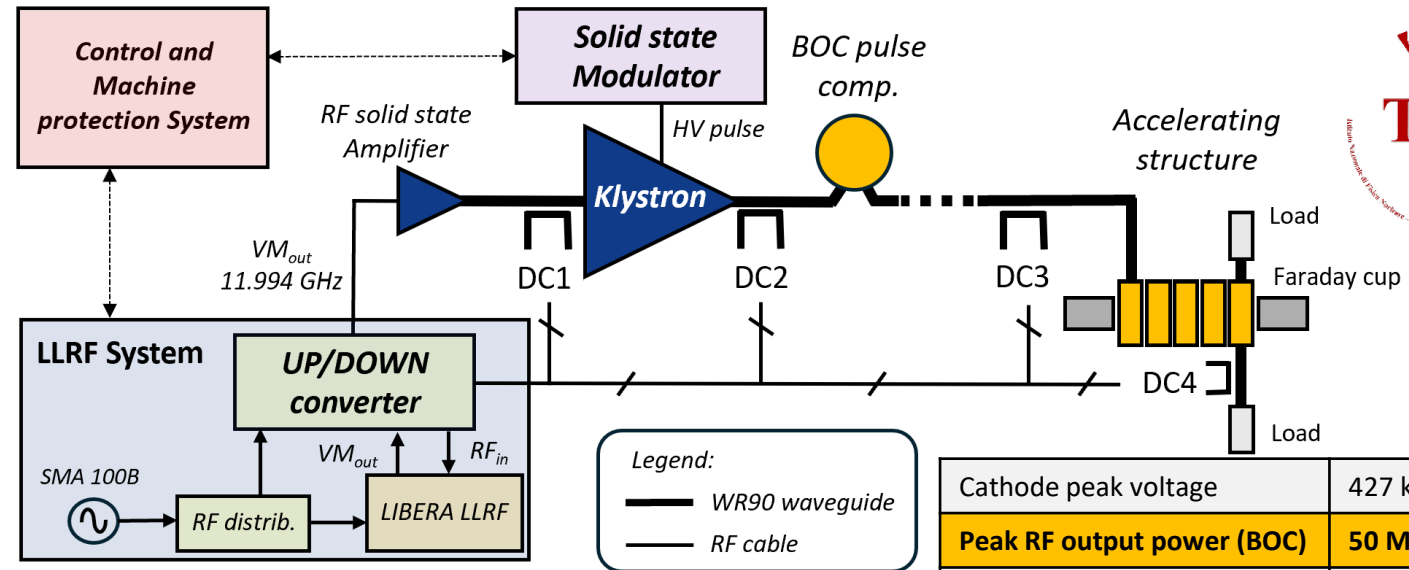 Control and
Machine
protection System
Solid state
Modulator
BOC pulse
comp.
RF solid state
Amplifier
HV pulse
Accelerating
structure
Klystron
Load
VM_out
11.994 GHz
DC1
DC2
DC3
Faraday cup
LLRF System
UP/DOWN
converter
DC4
VM_out
RF_in
Load
SMA 100B
RF distrib.
LIBERA LLRF
Legend:
WR90 waveguide
RF cable
Cathode peak voltage
427 k
Peak RF output power (BOC)
50 M